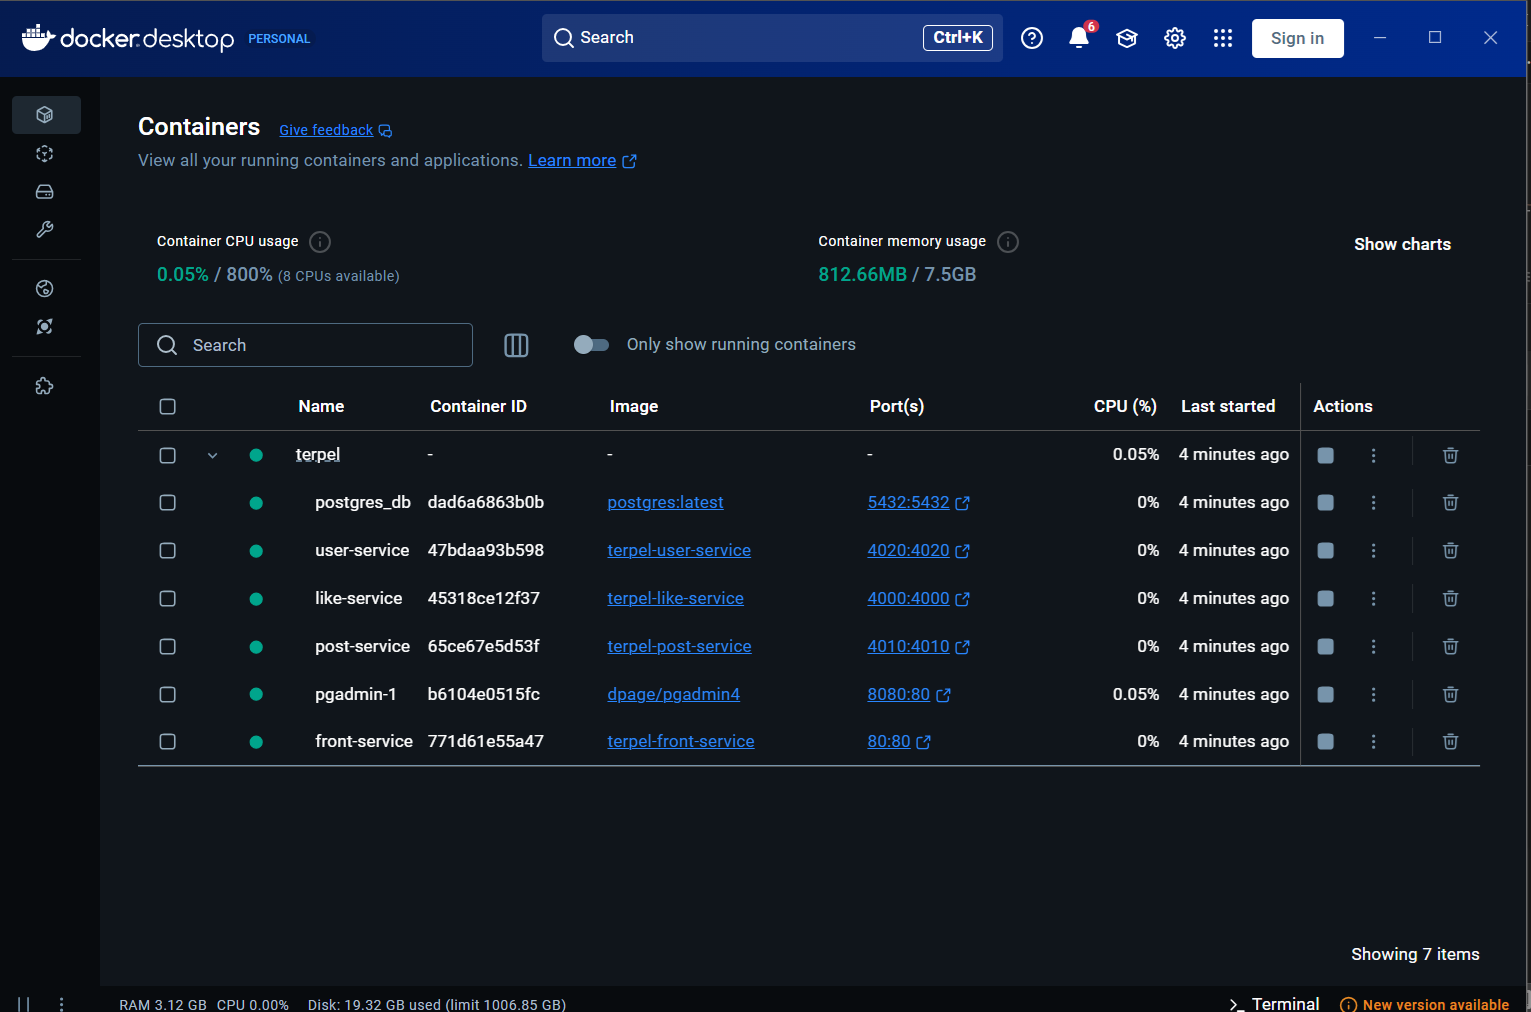 docker.desktop PERSONAL Search Ctrl+K 6 Sign in
Containers Give feedback
View all your running containers and applications. Learn more
Container CPU usage Container memory usage Show charts
0.05% / 800% (8 CPUs available) 812.66MB / 7.5GB
Search Only show running containers
Name Container ID Image Port(s) CPU (%) Last started Actions
terpel - - - 0.05% 4 minutes ago
postgres_db dad6a6863b0b postgres:latest 5432:5432 0% 4 minutes ago
user-service 47bdaa93b598 terpel-user-service 4020:4020 0% 4 minutes ago
like-service 45318ce12f37 terpel-like-service 4000:4000 0% 4 minutes ago
post-service 65ce67e5d53f terpel-post-service 4010:4010 0% 4 minutes ago
pgadmin-1 b6104e0515fc dpage/pgadmin4 8080:80 0.05% 4 minutes ago
front-service 771d61e55a47 terpel-front-service 80:80 0% 4 minutes ago
Showing 7 items
RAM 3.12 GB CPU 0.00% Disk: 19.32 GB used (limit 1006.85 GB) >_ Terminal New version available